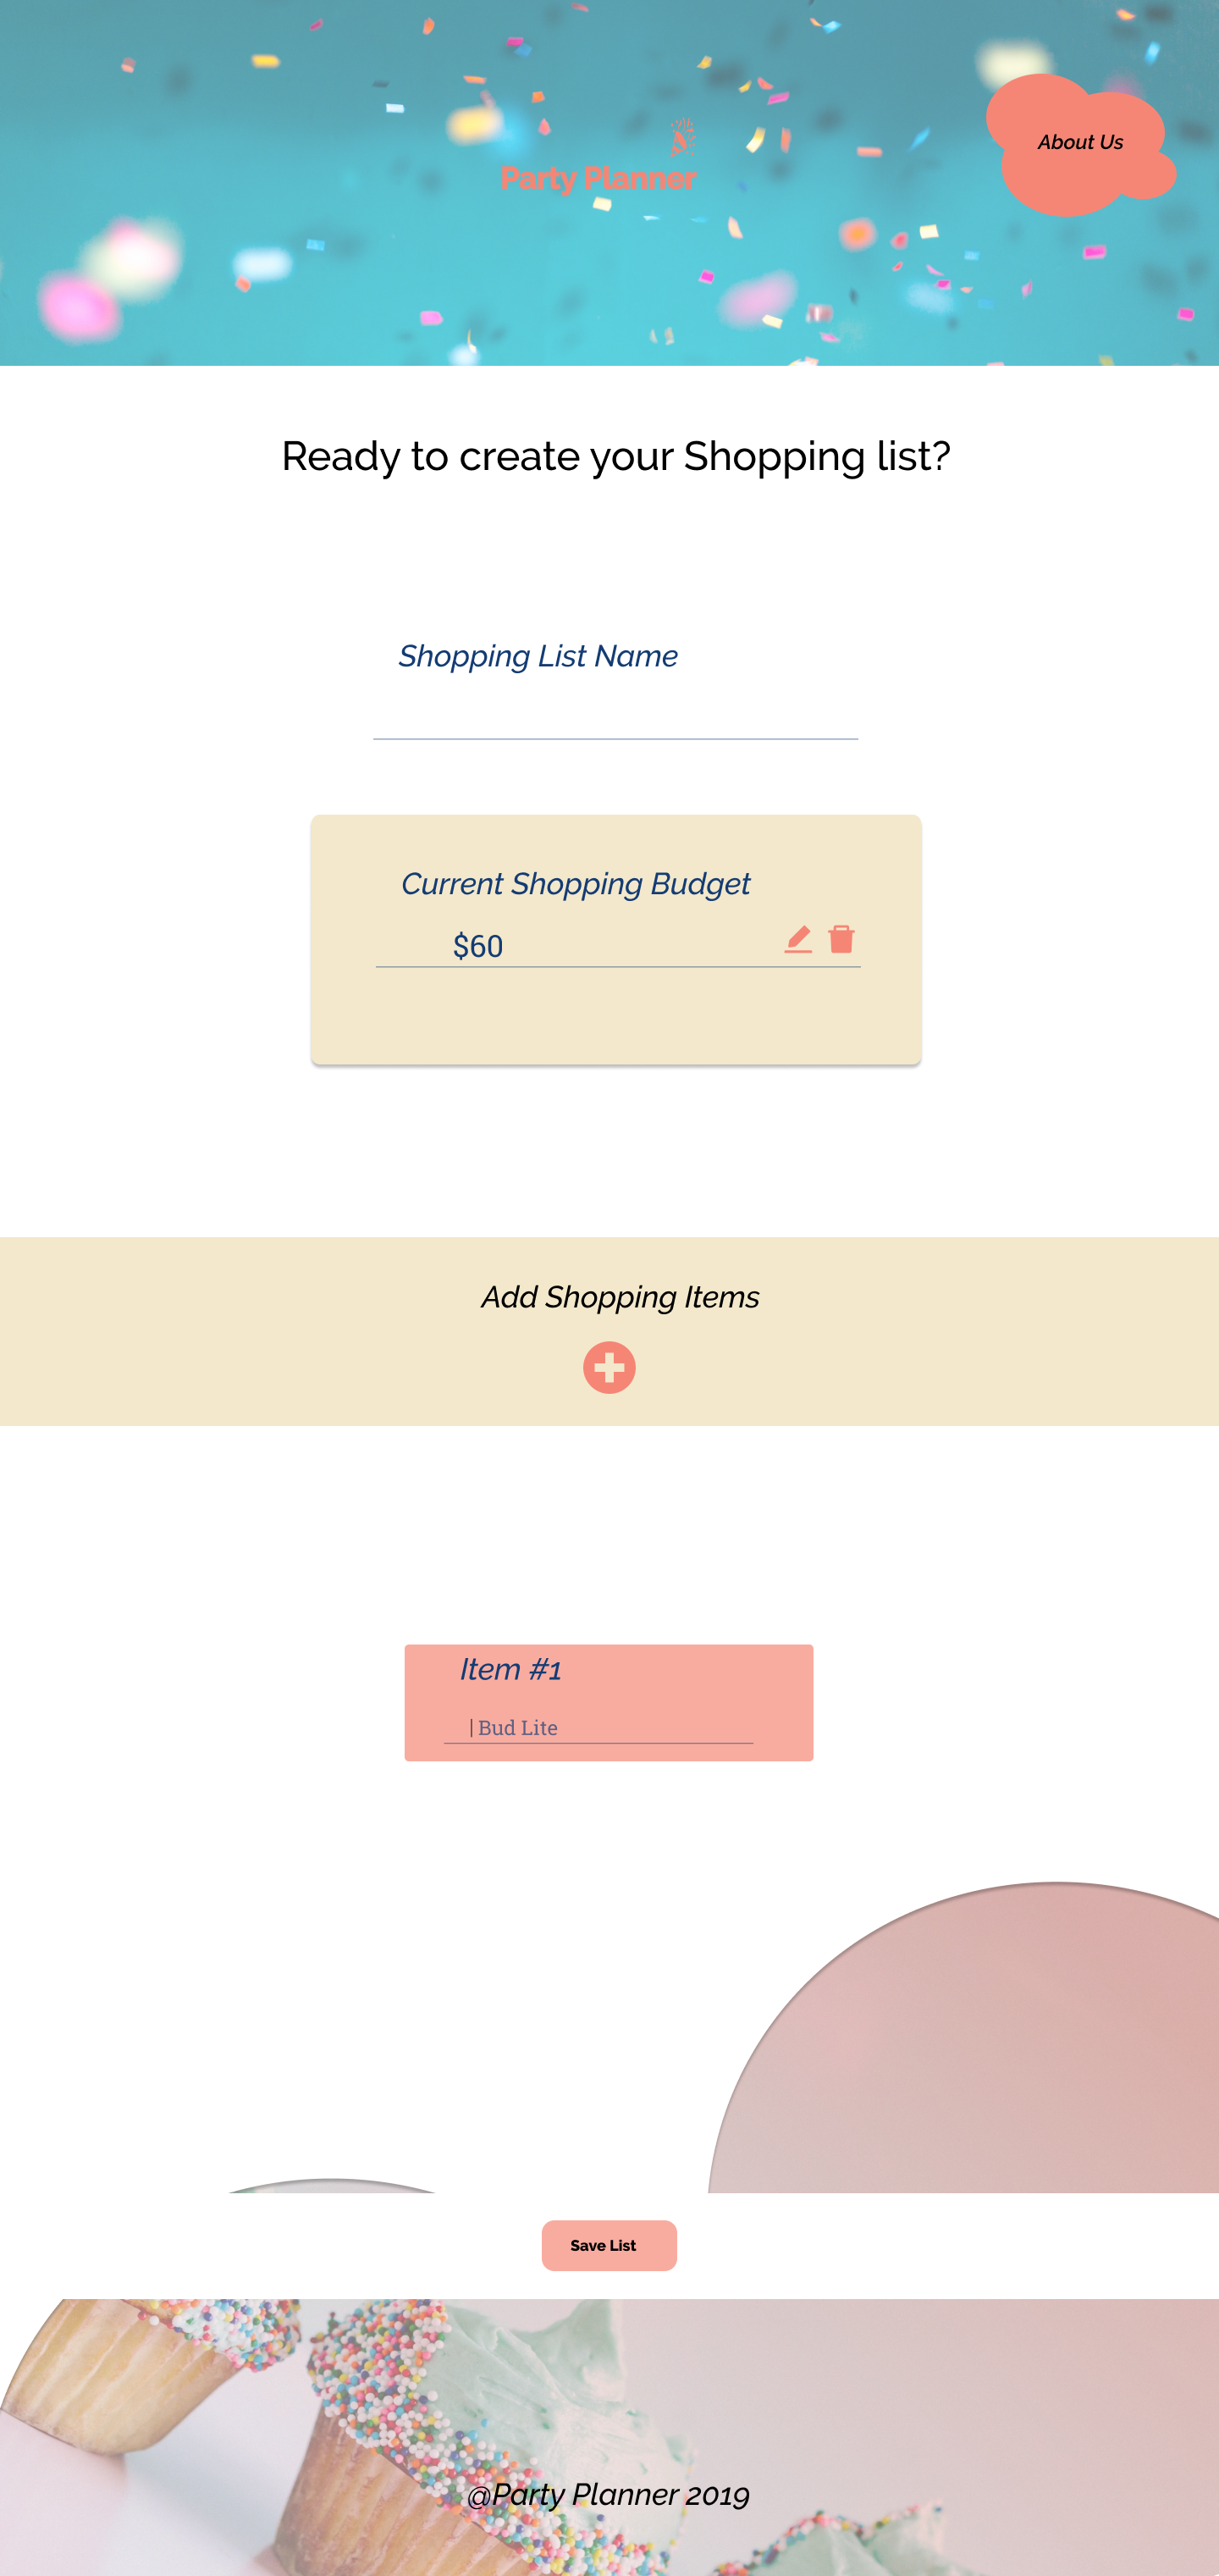 About Us
Party Planner
Ready to create your Shopping list?
Shopping List Name
Current Shopping Budget
$60
Add Shopping Items
Item #1
| Bud Lite
Save List
@Party Planner 2019